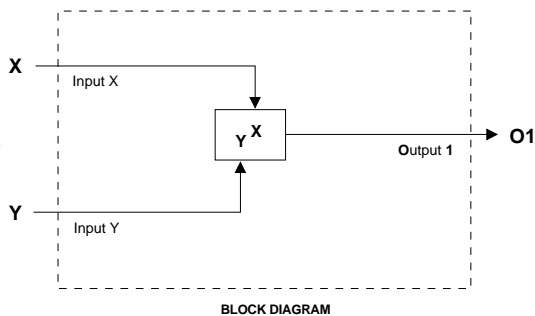 X
Input X
Y X
Output 1
O1
Y
Input Y
BLOCK DIAGRAM